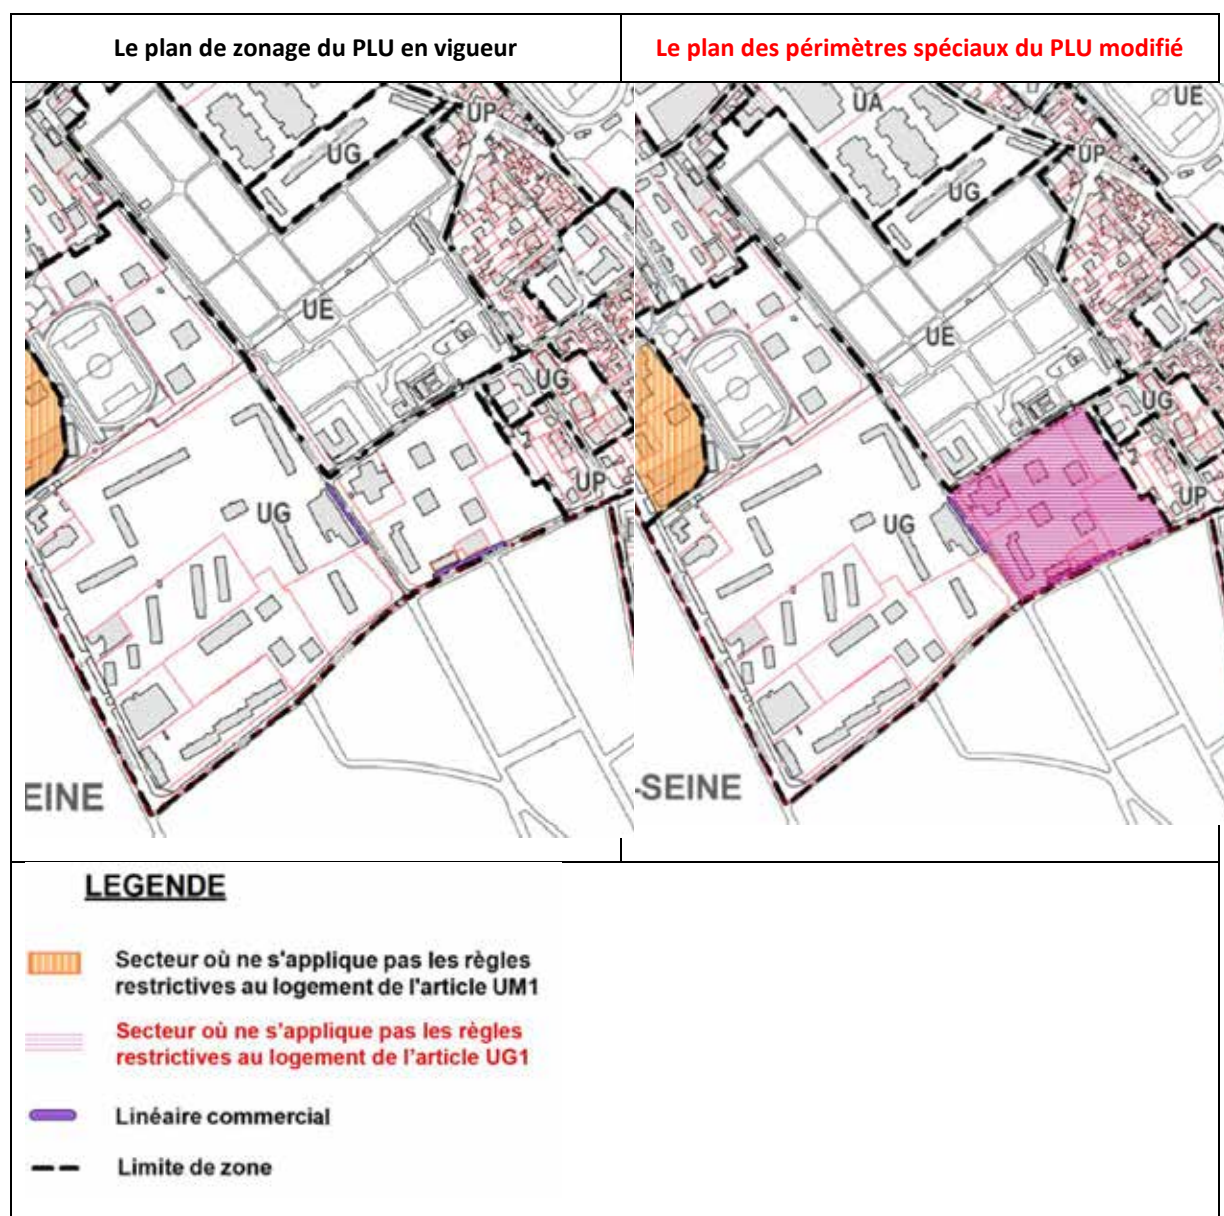 Le plan de zonage du PLU en vigueur
Le plan des périmètres spéciaux du PLU modifié
UP
UG
UE
UG
UP
UG
EINE
UA
UE
UP
UG
UE
UG
UP
UG
-SEINE
LEGENDE
Secteur où ne s'applique pas les règles
restrictives au logement de l'article UM1
Secteur où ne s'applique pas les règles
restrictives au logement de l'article UG1
Linéaire commercial
Limite de zone